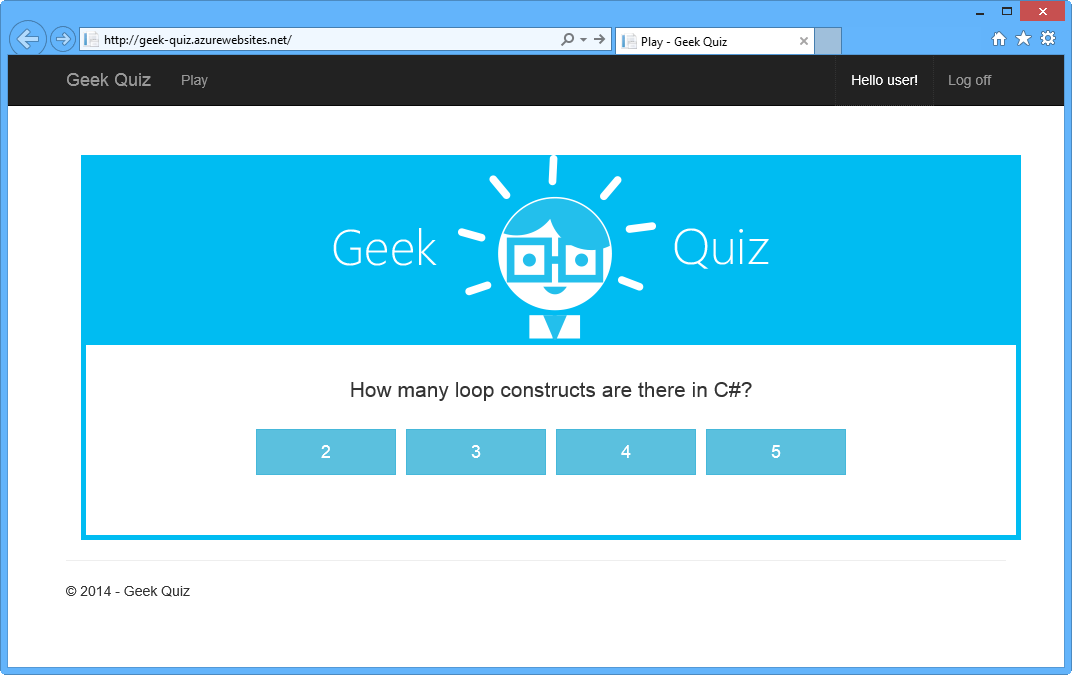 http://geek-quiz.azurewebsites.net/
Play - Geek Quiz
Geek Quiz
Play
Hello user!
Log off
Geek
Quiz
How many loop constructs are there in C#?
2
3
4
5
© 2014 - Geek Quiz